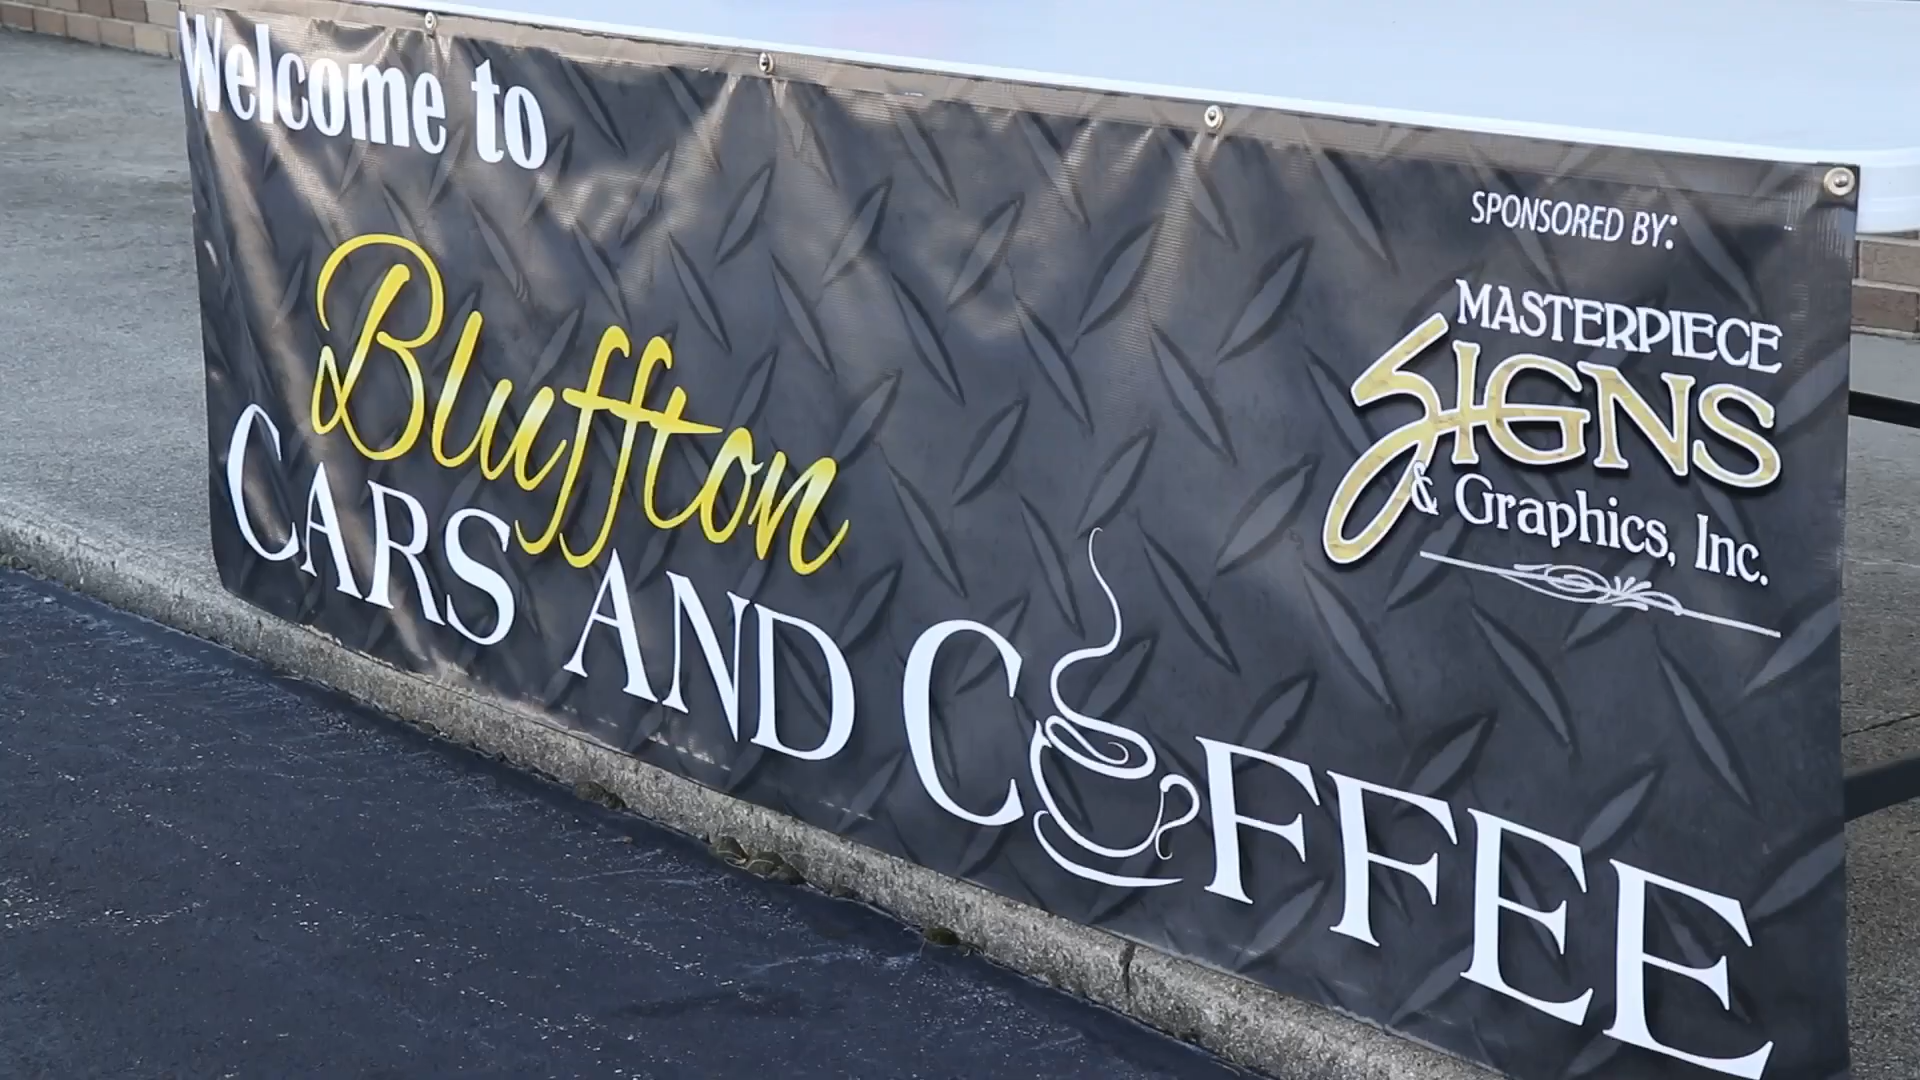 Welcome to
Bluffton
CARS AND COFFEE
SPONSORED BY:
MASTERPIECE
SIGNS
& Graphics, Inc.